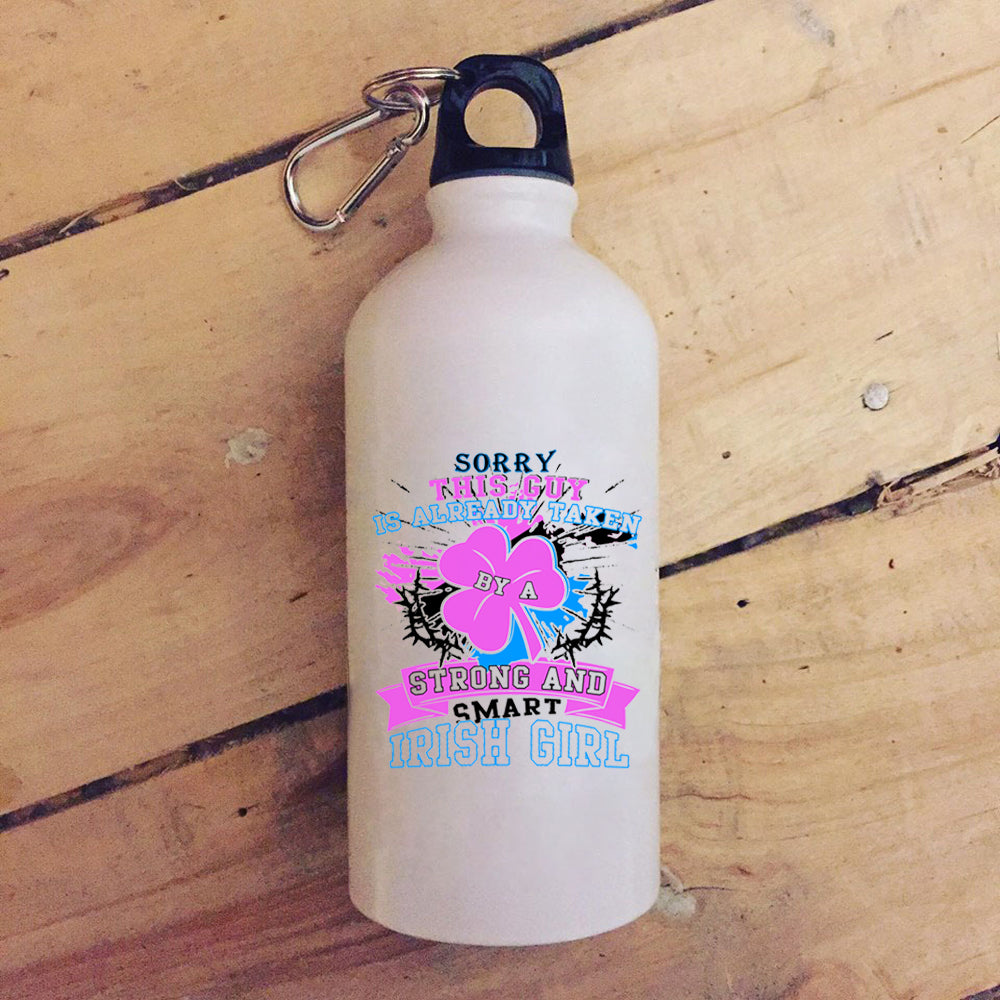 SORRY,
THIS GUY
IS ALREADY TAKEN
BY A
STRONG AND
SMART
IRISH GIRL